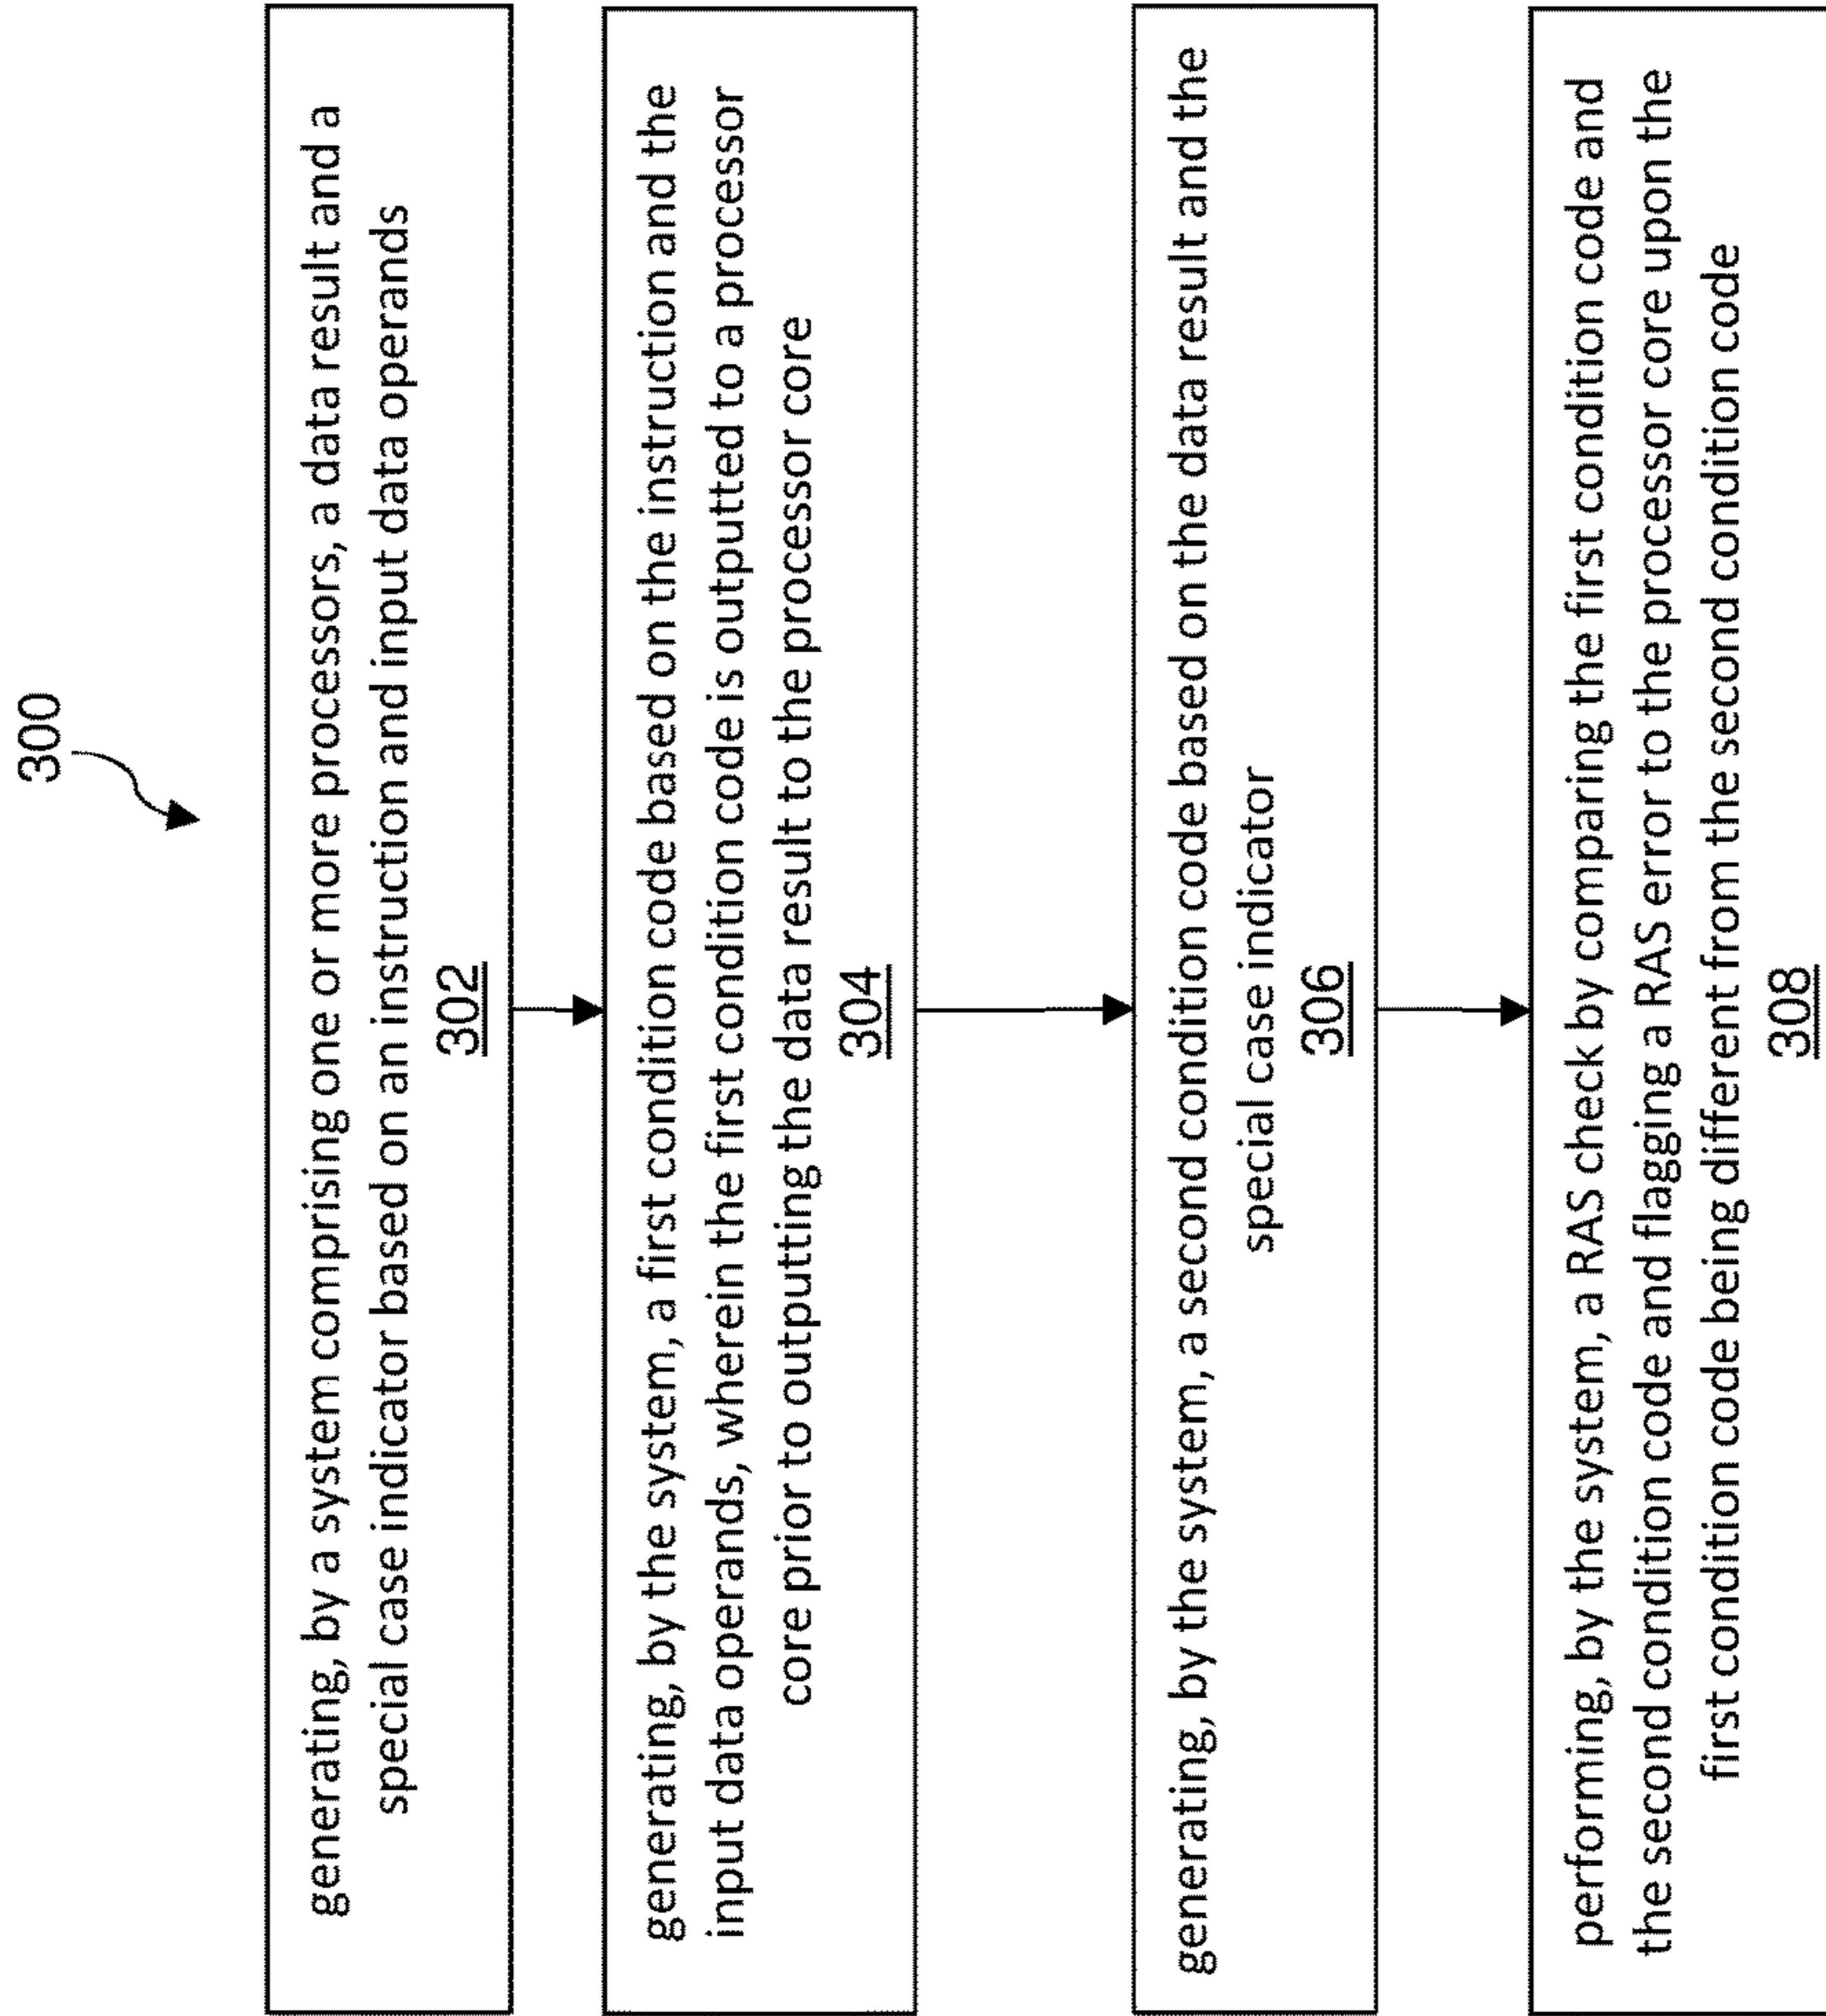 300
generating, by a system comprising one or more processors, a data result and a
special case indicator based on an instruction and input data operands
302
generating, by the system, a first condition code based on the instruction and the
input data operands, wherein the first condition code is outputted to a processor
core prior to outputting the data result to the processor core
304
generating, by the system, a second condition code based on the data result and the
special case indicator
306
performing, by the system, a RAS check by comparing the first condition code and
the second condition code and flagging a RAS error to the processor core upon the
first condition code being different from the second condition code
308